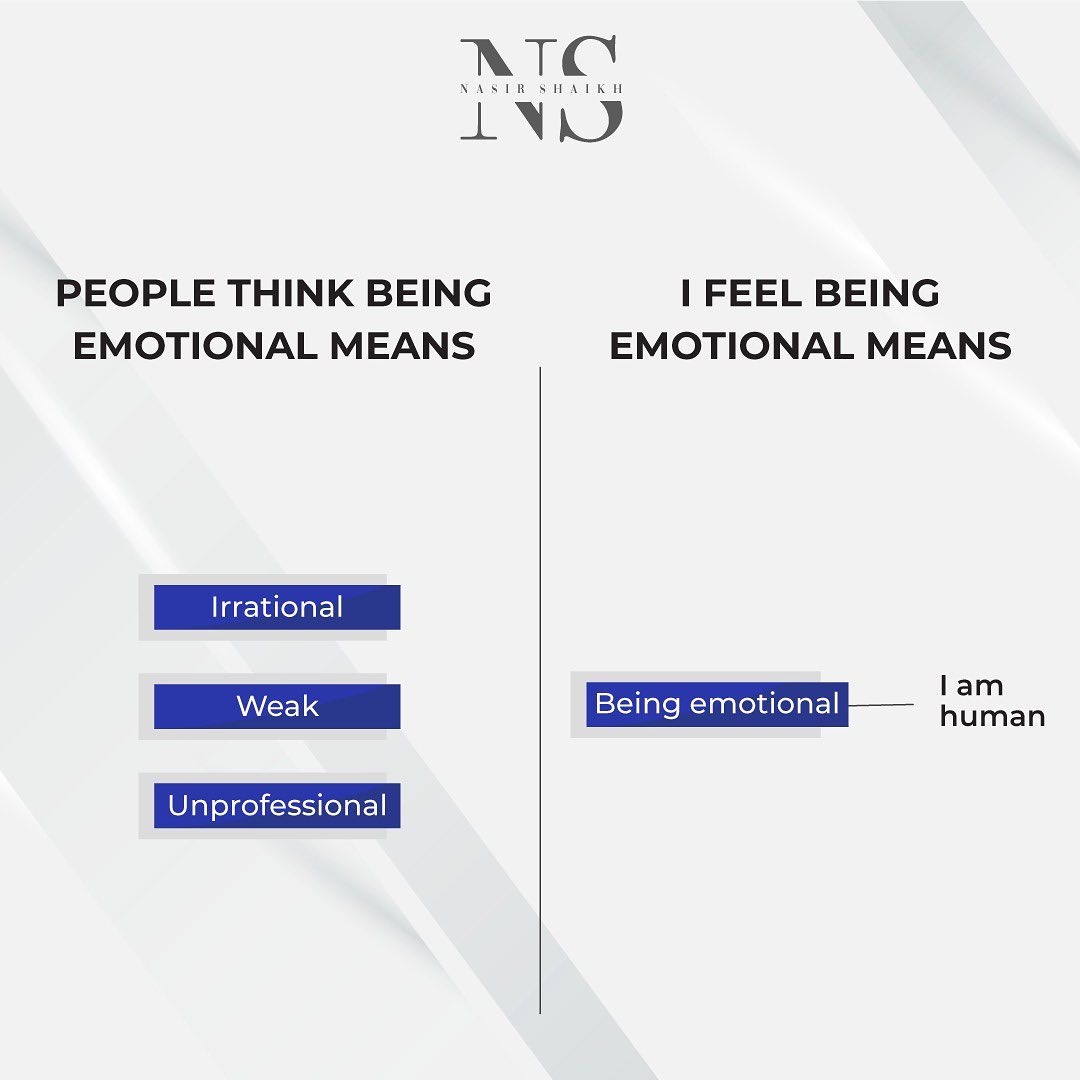 NS
NASIR SHAIKH
PEOPLE THINK BEING
EMOTIONAL MEANS
Irrational
Weak
Unprofessional
I FEEL BEING
EMOTIONAL MEANS
Being emotional
I am
human